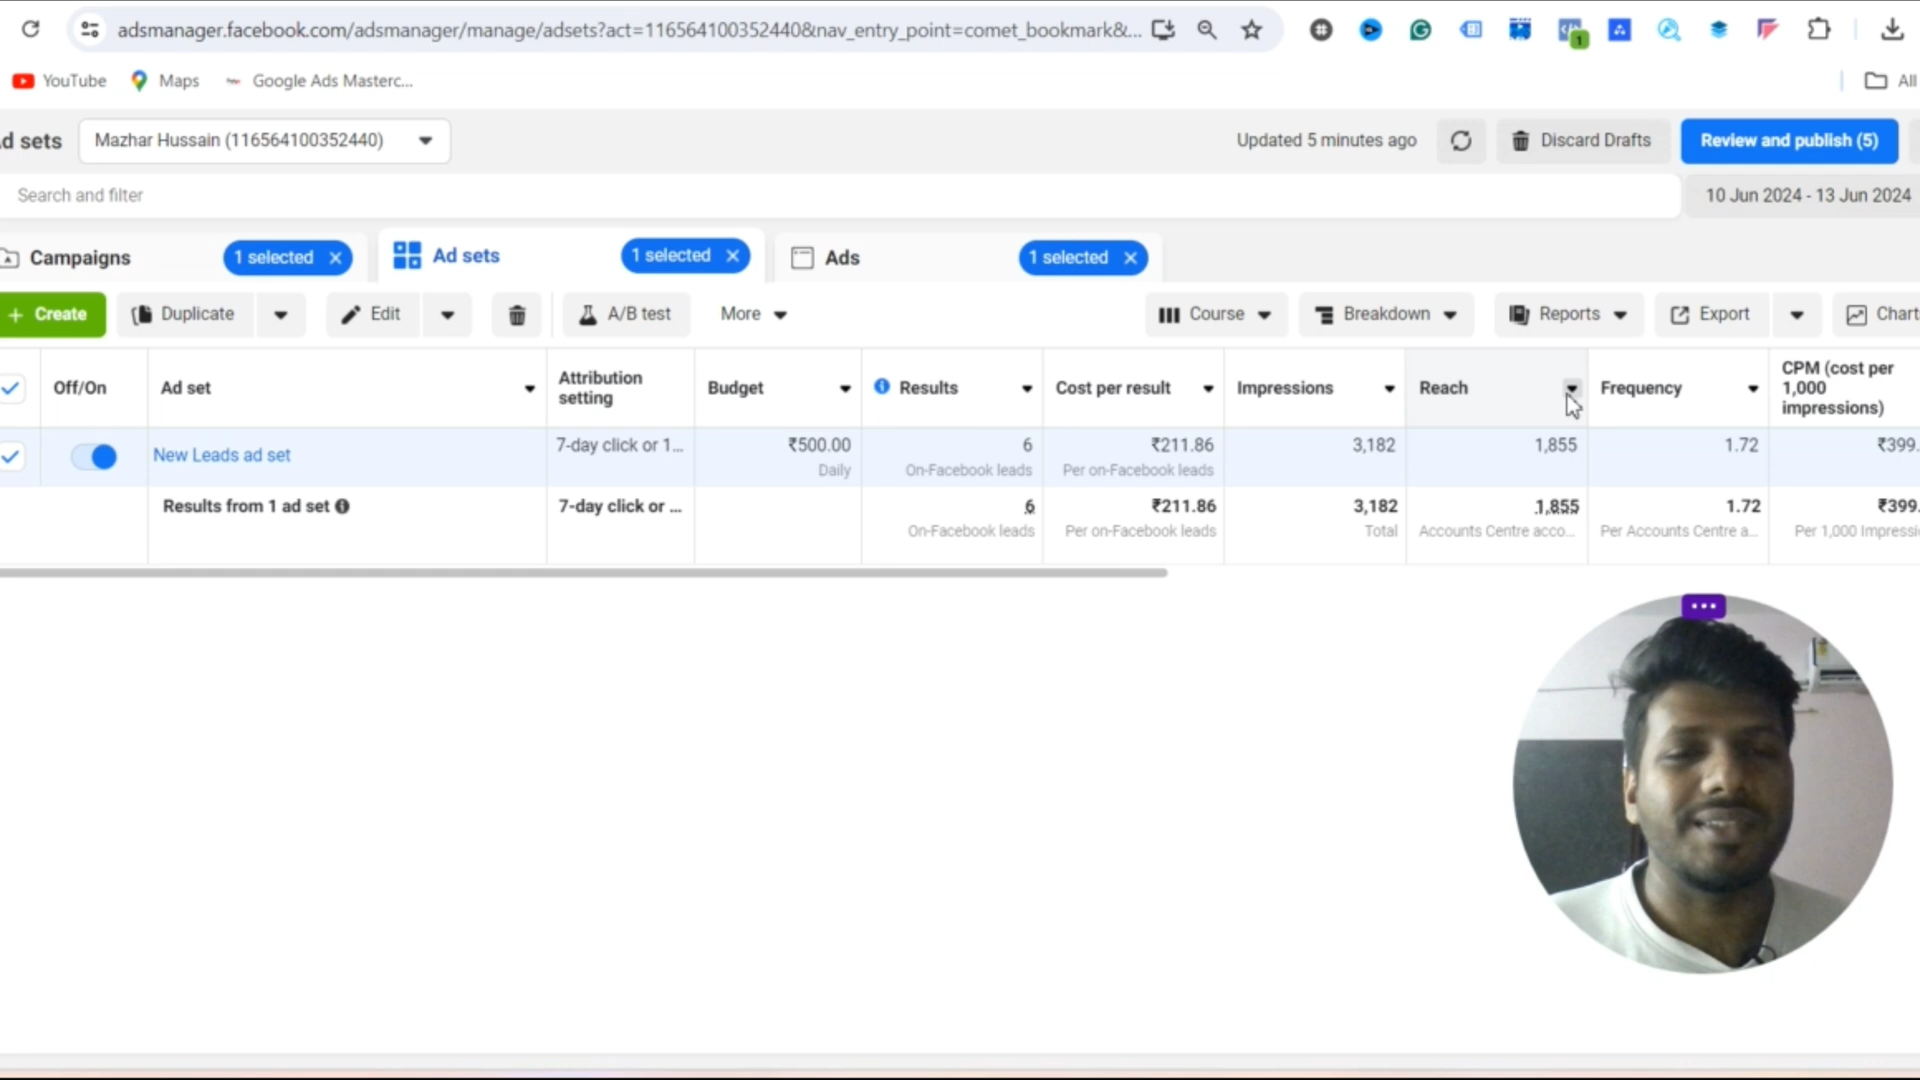 adsmanager.facebook.com/adsmanager/manage/adsets?act=116564100352440&nav_entry_point=comet_bookmark&...
1
YouTube Maps Google Ads Masterc... All
d sets Mazhar Hussain (116564100352440) Updated 5 minutes ago Discard Drafts Review and publish (5)
Search and filter 10 Jun 2024 - 13 Jun 2024
Campaigns 1 selected Ad sets 1 selected Ads 1 selected
+ Create Duplicate Edit A/B test More Course Breakdown Reports Export Chart
Off/On Ad set Attribution setting Budget Results Cost per result Impressions Reach Frequency CPM (cost per 1,000 impressions)
New Leads ad set 7-day click or 1... ₹500.00 6 ₹211.86 3,182 1,855 1.72 ₹399.
Daily On-Facebook leads Per on-Facebook leads
Results from 1 ad set 7-day click or ... 6 ₹211.86 3,182 1,855 1.72 ₹399.
On-Facebook leads Per on-Facebook leads Total Accounts Centre acco... Per Accounts Centre a... Per 1,000 Impressi